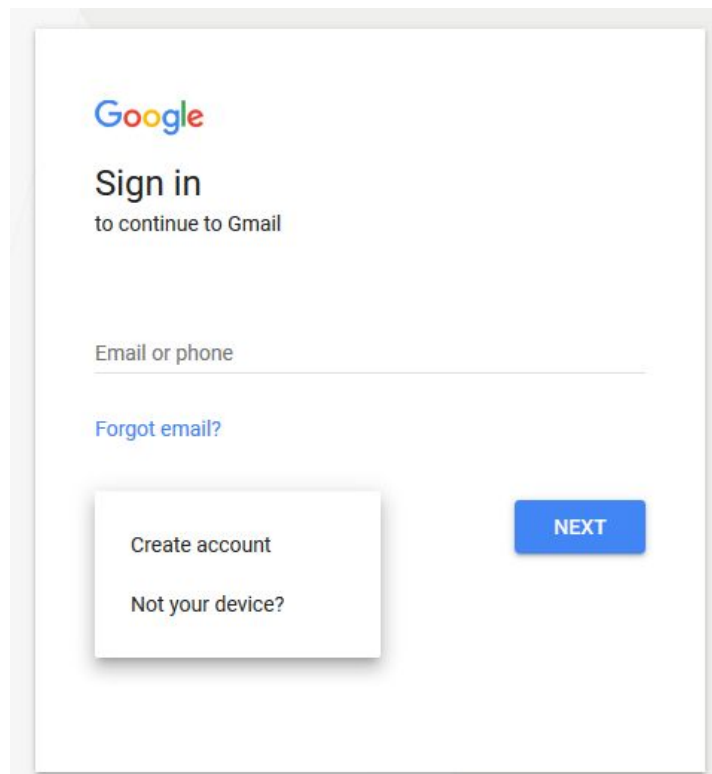 Google
Sign in
to continue to Gmail
Email or phone
Forgot email?
Create account
NEXT
Not your device?